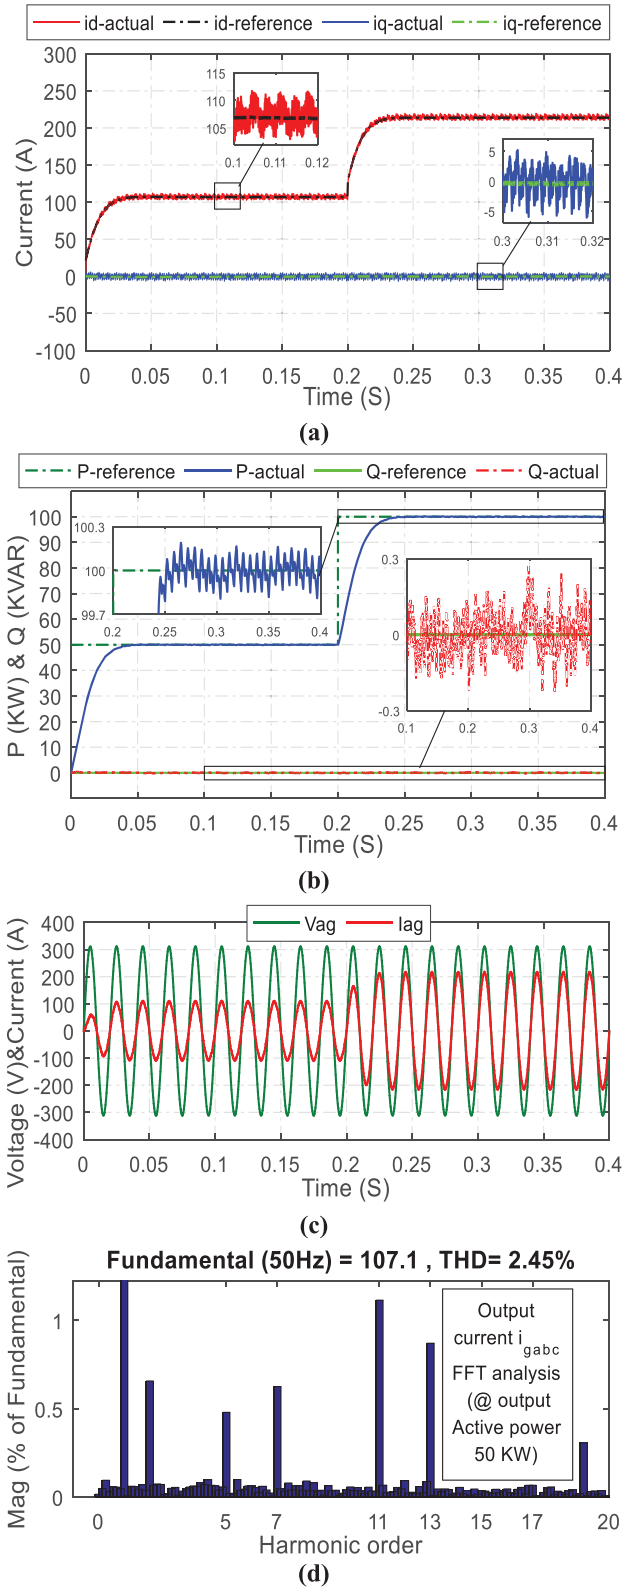 id-actual id-reference iq-actual iq-reference
300
250
200
150
100
50
0
-50
-100
Current (A)
115
110
105
0.1 0.11 0.12
5
0
-5
0.3 0.31 0.32
0 0.05 0.1 0.15 0.2 0.25 0.3 0.35 0.4
Time (S)
(a)
P-reference P-actual Q-reference Q-actual
P (KW) & Q (KVAR)
100
90
80
70
60
50
40
30
20
10
0
100.3
100
99.7
0.2 0.25 0.3 0.35 0.4
0.3
0
-0.3
0.1 0.2 0.3 0.4
0 0.05 0.1 0.15 0.2 0.25 0.3 0.35 0.4
Time (S)
(b)
Vag Iag
Voltage (V)&Current (A)
400
300
200
100
0
-100
-200
-300
-400
0 0.05 0.1 0.15 0.2 0.25 0.3 0.35 0.4
Time (S)
(c)
Fundamental (50Hz) = 107.1 , THD= 2.45%
Mag (% of Fundamental)
1
0.5
0
Output
current i gabc
FFT analysis
(@ output
Active power
50 KW)
0 5 7 11 13 15 17 20
Harmonic order
(d)